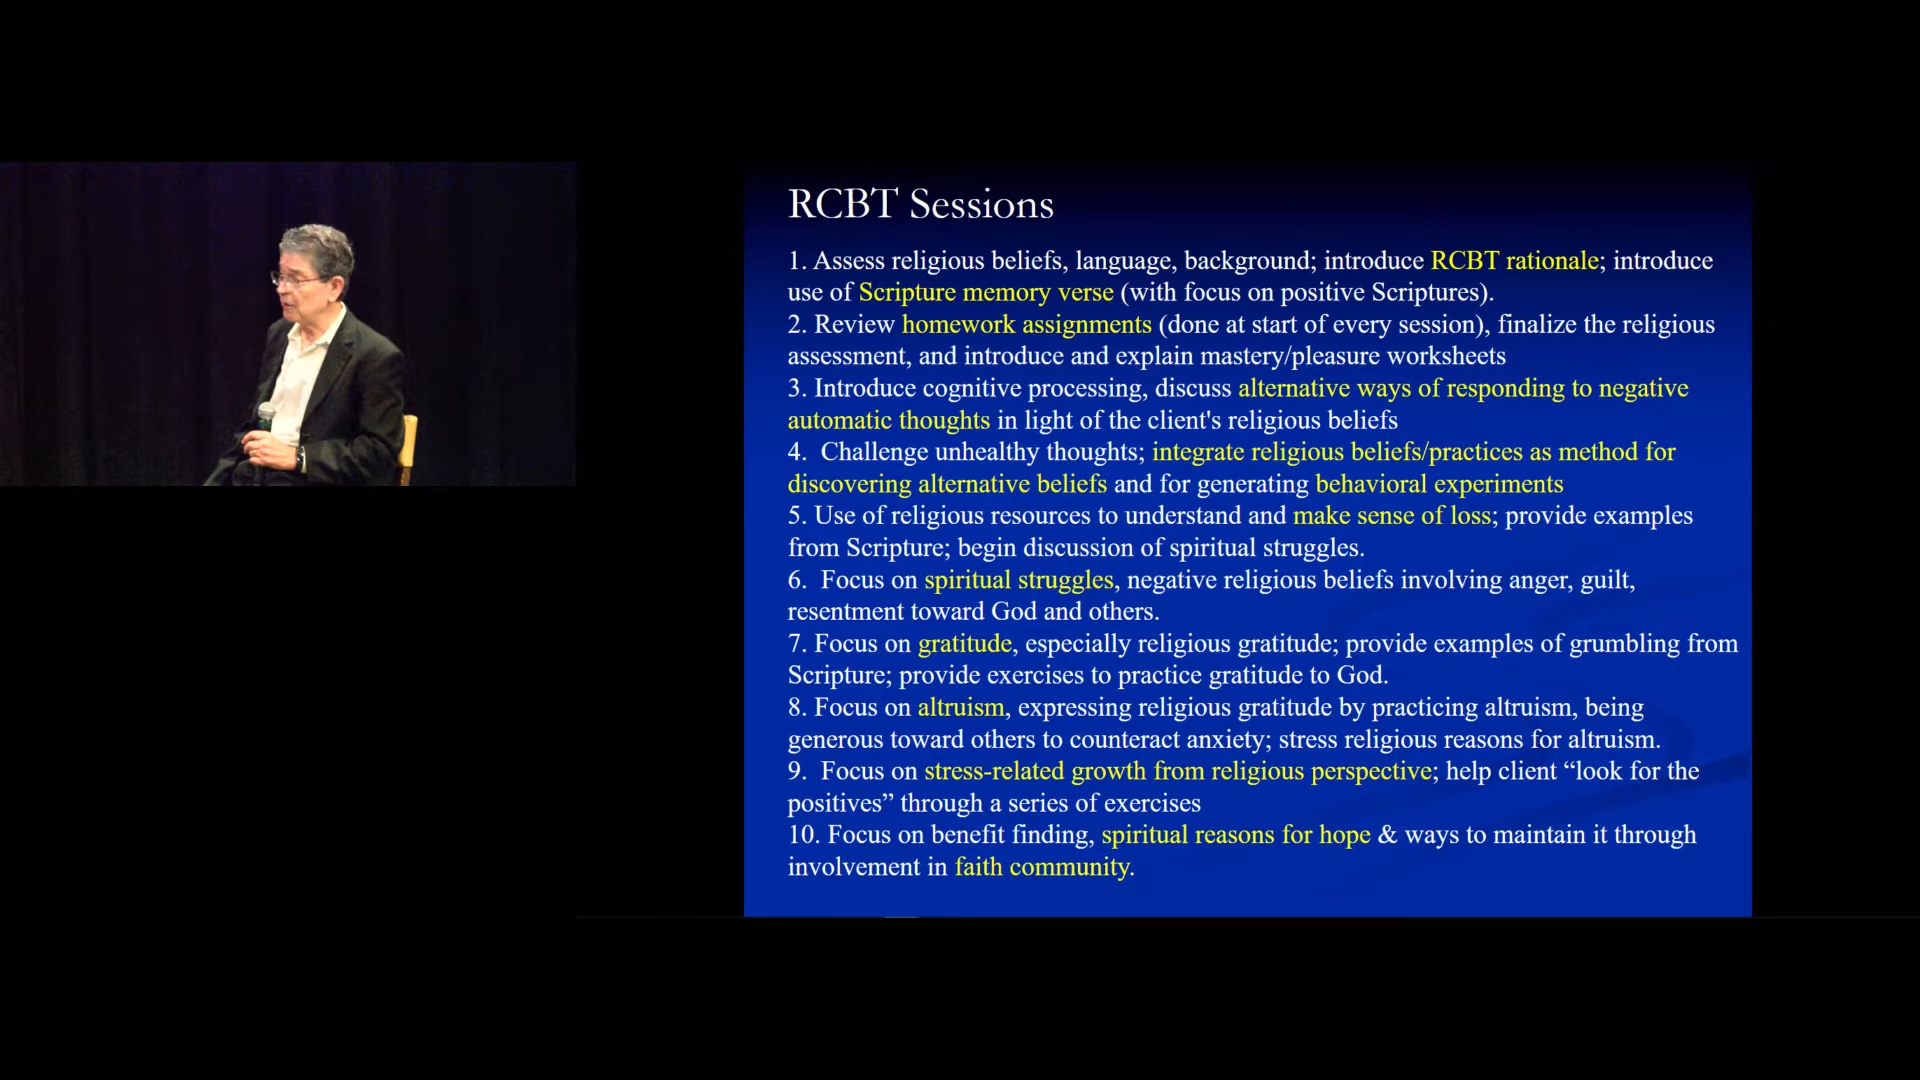 RCBT Sessions
1. Assess religious beliefs, language, background; introduce RCBT rationale; introduce
use of Scripture memory verse (with focus on positive Scriptures).
2. Review homework assignments (done at start of every session), finalize the religious
assessment, and introduce and explain mastery/pleasure worksheets
3. Introduce cognitive processing, discuss alternative ways of responding to negative
automatic thoughts in light of the client's religious beliefs
4.  Challenge unhealthy thoughts; integrate religious beliefs/practices as method for
discovering alternative beliefs and for generating behavioral experiments
5. Use of religious resources to understand and make sense of loss; provide examples
from Scripture; begin discussion of spiritual struggles.
6.  Focus on spiritual struggles, negative religious beliefs involving anger, guilt,
resentment toward God and others.
7. Focus on gratitude, especially religious gratitude; provide examples of grumbling from
Scripture; provide exercises to practice gratitude to God.
8. Focus on altruism, expressing religious gratitude by practicing altruism, being
generous toward others to counteract anxiety; stress religious reasons for altruism.
9.  Focus on stress-related growth from religious perspective; help client “look for the
positives” through a series of exercises
10. Focus on benefit finding, spiritual reasons for hope & ways to maintain it through
involvement in faith community.